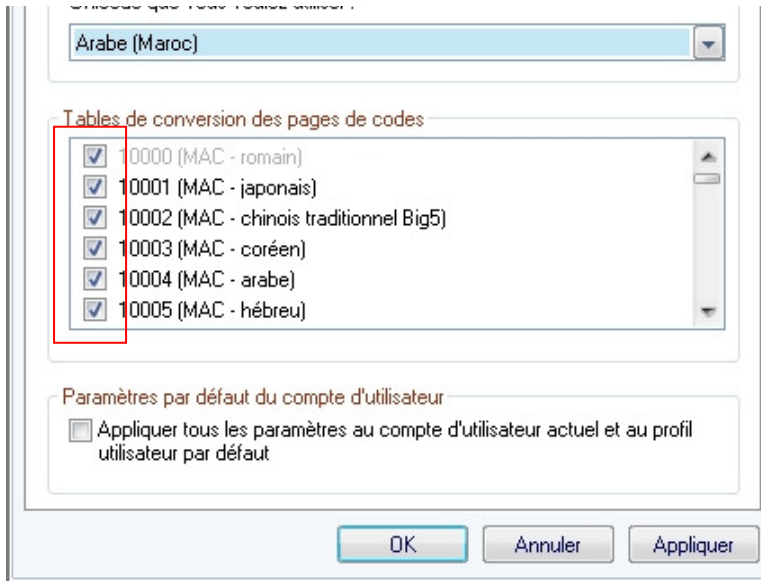 Arabe (Maroc)
Tables de conversion des pages de codes
10000 (MAC - romain)
10001 (MAC - japonais)
10002 (MAC - chinois traditionnel Big5)
10003 (MAC - coréen)
10004 (MAC - arabe)
10005 (MAC - hébreu)
Paramètres par défaut du compte d'utilisateur
Appliquer tous les paramètres au compte d'utilisateur actuel et au profil
utilisateur par défaut
OK Annuler Appliquer